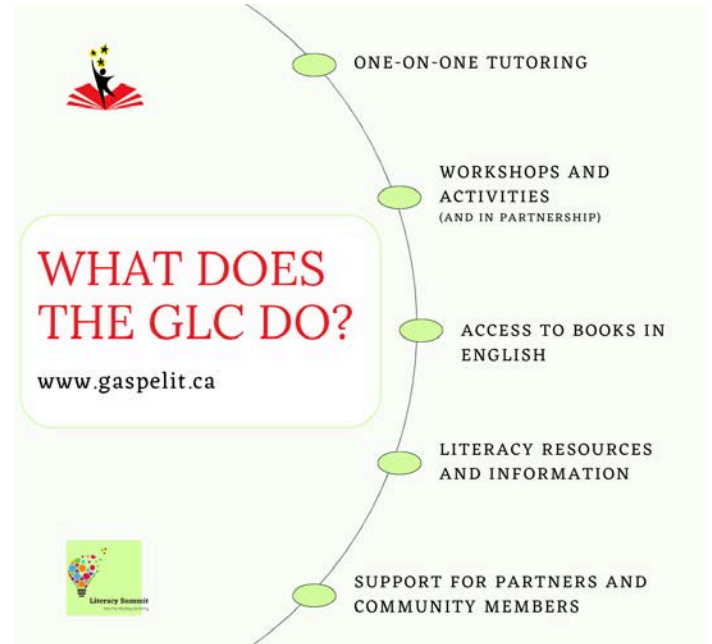 ONE-ON-ONE TUTORING
WORKSHOPS AND
ACTIVITIES
(AND IN PARTNERSHIP)
WHAT DOES
THE GLC DO?
www.gaspelit.ca
ACCESS TO BOOKS IN
ENGLISH
LITERACY RESOURCES
AND INFORMATION
Literacy Summit
SUPPORT FOR PARTNERS AND
COMMUNITY MEMBERS